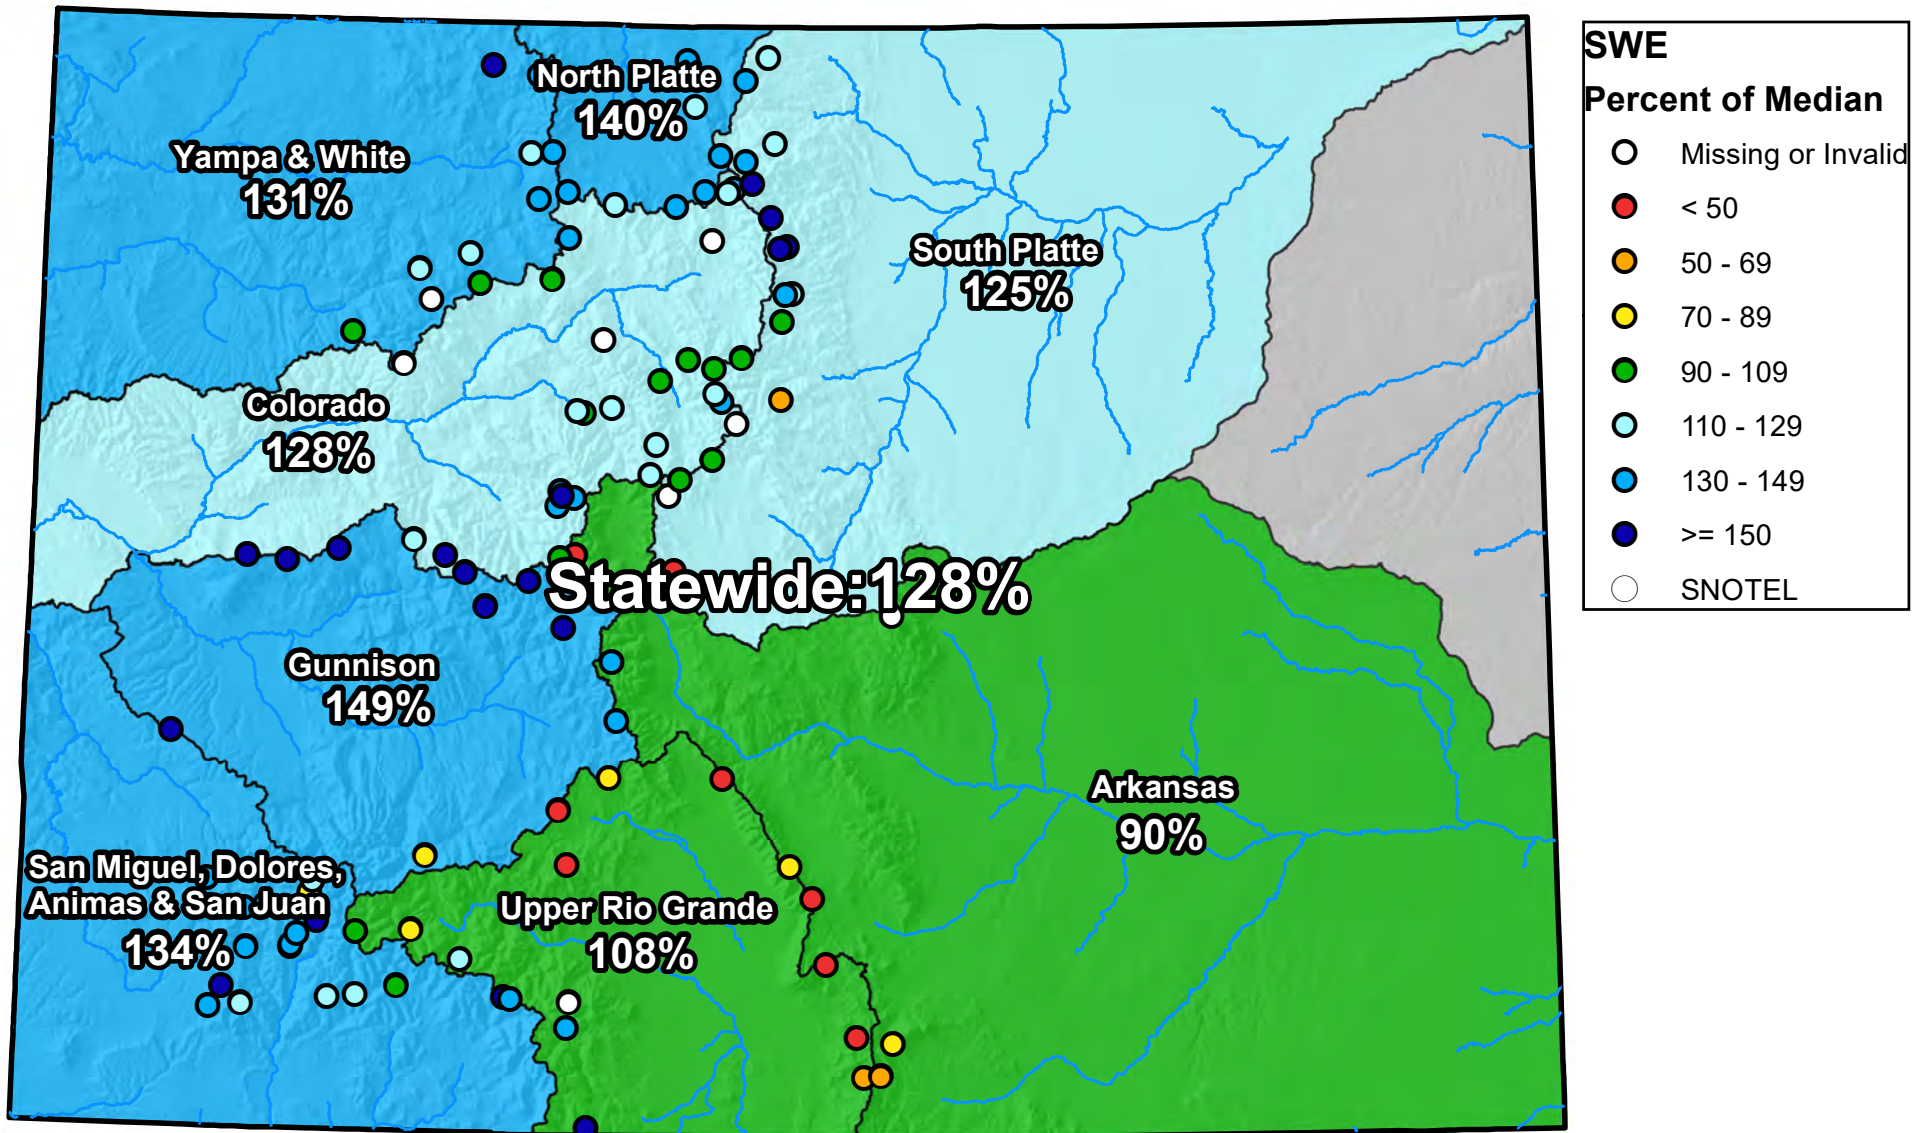 North Platte
140%
Yampa & White
131%
South Platte
125%
Colorado
128%
Statewide:128%
Gunnison
149%
Arkansas
90%
San Miguel, Dolores,
Animas & San Juan
134%
Upper Rio Grande
108%
SWE
Percent of Median
Missing or Invalid
< 50
50 - 69
70 - 89
90 - 109
110 - 129
130 - 149
>= 150
SNOTEL